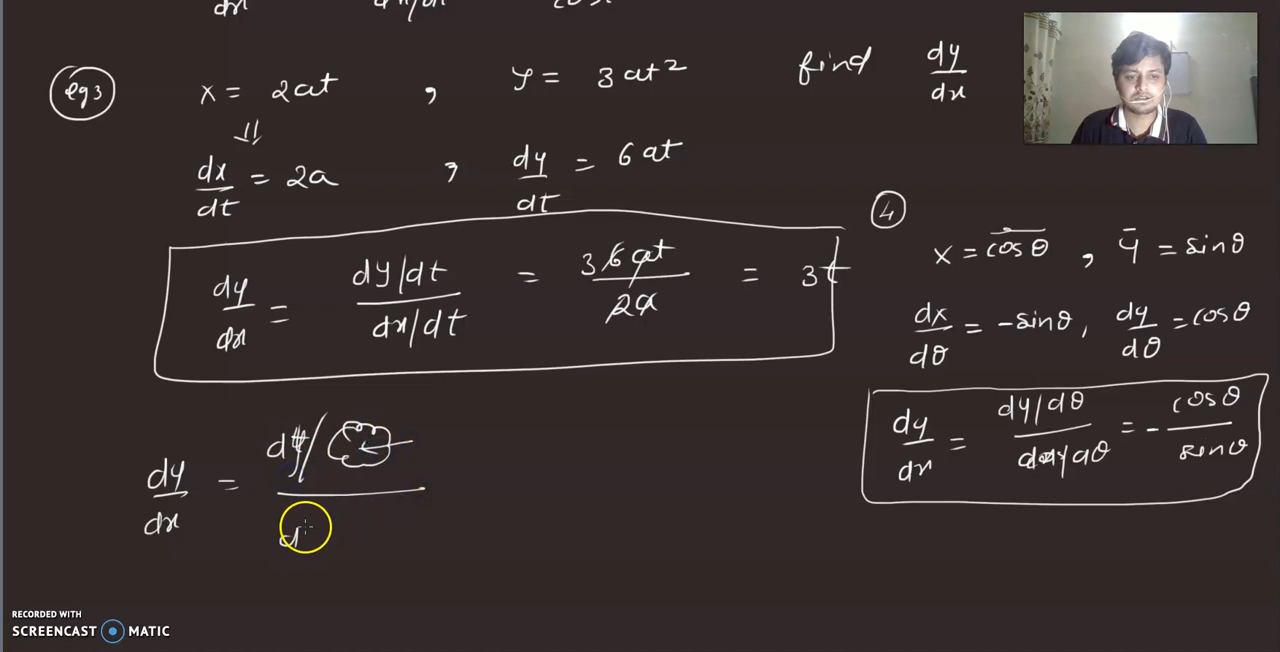 eg3 x = 2at , y = 3at² find dy/dx
⇓
dx/dt = 2a , dy/dt = 6at
dy/dx = dy/dt / dx/dt = 3 6at / 2a = 3t
4
x = cosθ , y = sinθ
dx/dθ = -sinθ, dy/dθ = cosθ
dy/dx = dy/dθ / dx/dθ = - cosθ / sinθ
dy/dx = dy/
RECORDED WITH
SCREENCAST MATIC